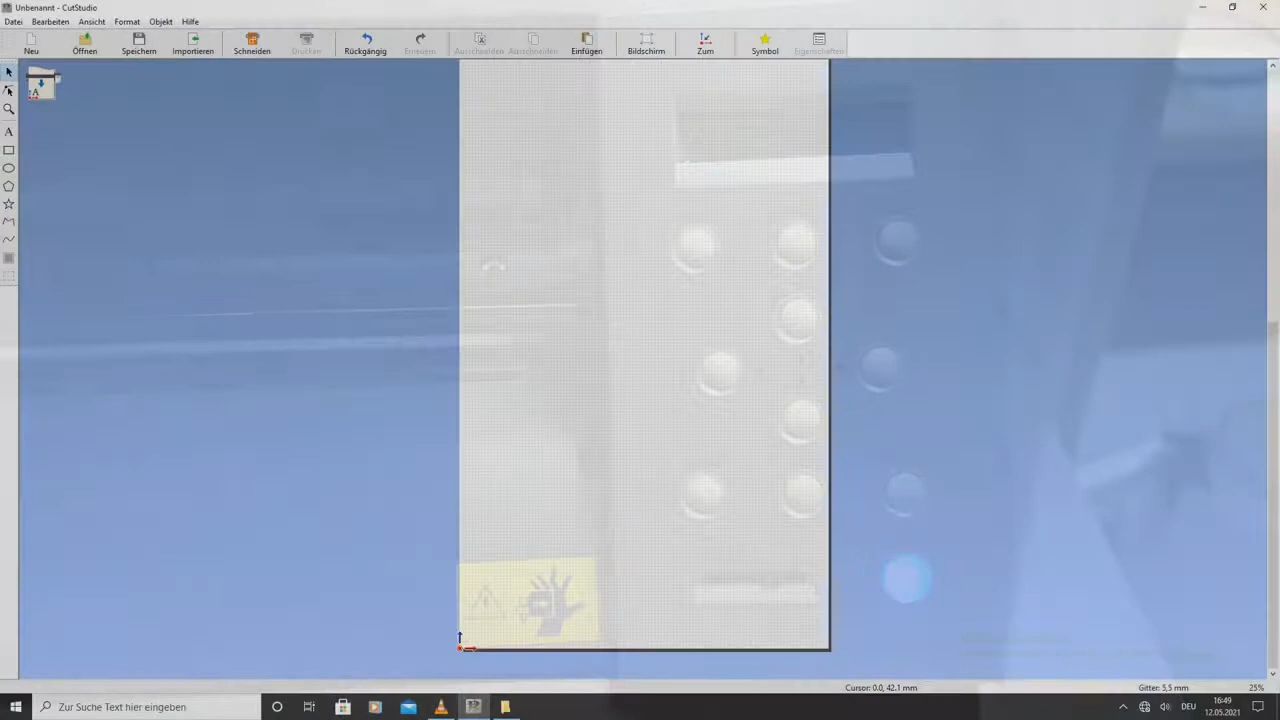 Unbenannt - CutStudio
Datei Bearbeiten Ansicht Format Objekt Hilfe
Neu Öffnen Speichern Importieren Schneiden Drucken Rückgängig Erneuern Ausschneiden Ausschneiden Einfügen Bildschirm Zum Symbol Eigenschaften
A
A
Cursor: 0.0, 42.1 mm Gitter: 5,5 mm 25%
Zur Suche Text hier eingeben
DEU
16:49
12.05.2021